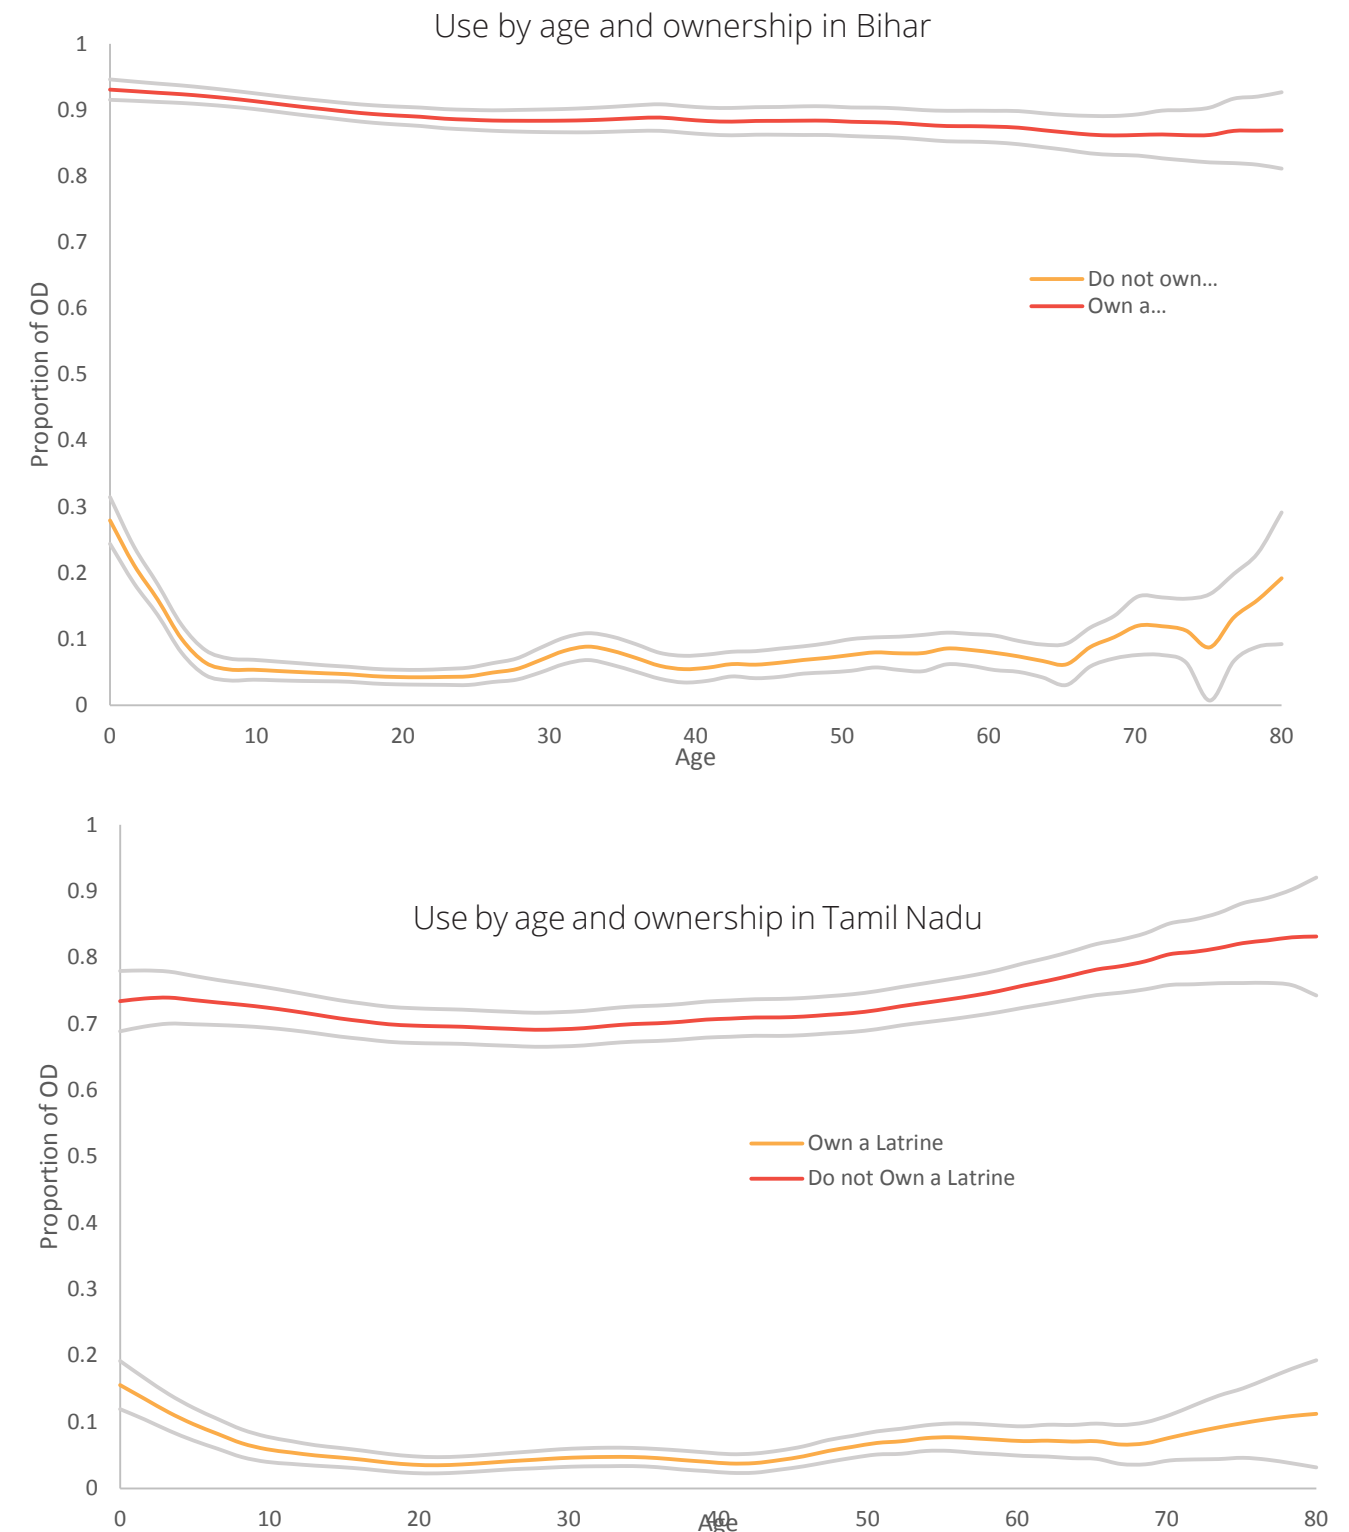 Use by age and ownership in Bihar
1
0.9
0.8
0.7
0.6
0.5
0.4
0.3
0.2
0.1
0
Proportion of OD
Do not own...
Own a...
0 10 20 30 40 50 60 70 80
Age
Use by age and ownership in Tamil Nadu
1
0.9
0.8
0.7
0.6
0.5
0.4
0.3
0.2
0.1
0
Proportion of OD
Own a Latrine
Do not Own a Latrine
0 10 20 30 40 50 60 70 80
Age